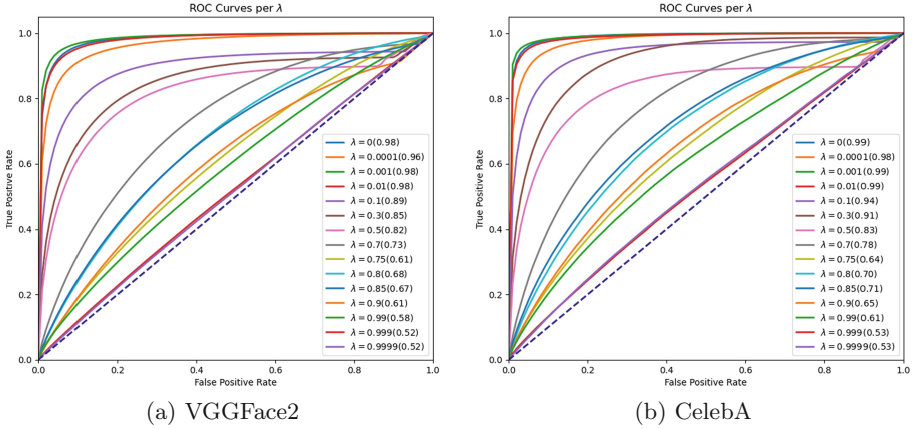 ROC Curves per λ
1.0
0.8
0.6
0.4
0.2
0.0
True Positive Rate
0.0 0.2 0.4 0.6 0.8 1.0
False Positive Rate
λ = 0(0.98)
λ = 0.0001(0.96)
λ = 0.001(0.98)
λ = 0.01(0.98)
λ = 0.1(0.89)
λ = 0.3(0.85)
λ = 0.5(0.82)
λ = 0.7(0.73)
λ = 0.75(0.61)
λ = 0.8(0.68)
λ = 0.85(0.67)
λ = 0.9(0.61)
λ = 0.99(0.58)
λ = 0.999(0.52)
λ = 0.9999(0.52)
(a) VGGFace2
ROC Curves per λ
1.0
0.8
0.6
0.4
0.2
0.0
True Positive Rate
0.0 0.2 0.4 0.6 0.8 1.0
False Positive Rate
λ = 0(0.99)
λ = 0.0001(0.98)
λ = 0.001(0.99)
λ = 0.01(0.99)
λ = 0.1(0.94)
λ = 0.3(0.91)
λ = 0.5(0.83)
λ = 0.7(0.78)
λ = 0.75(0.64)
λ = 0.8(0.70)
λ = 0.85(0.71)
λ = 0.9(0.65)
λ = 0.99(0.61)
λ = 0.999(0.53)
λ = 0.9999(0.53)
(b) CelebA